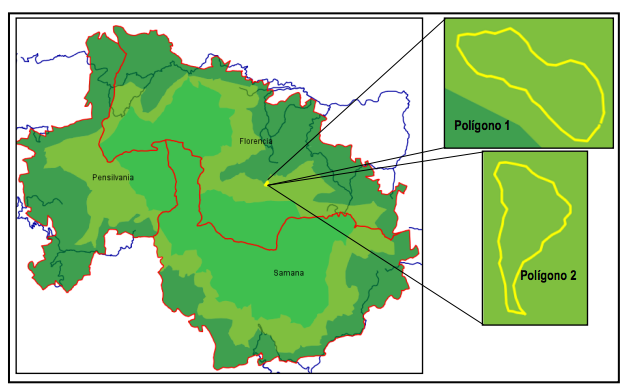 Polígono 1
Florencia
Pensilvania
Polígono 2
Samana